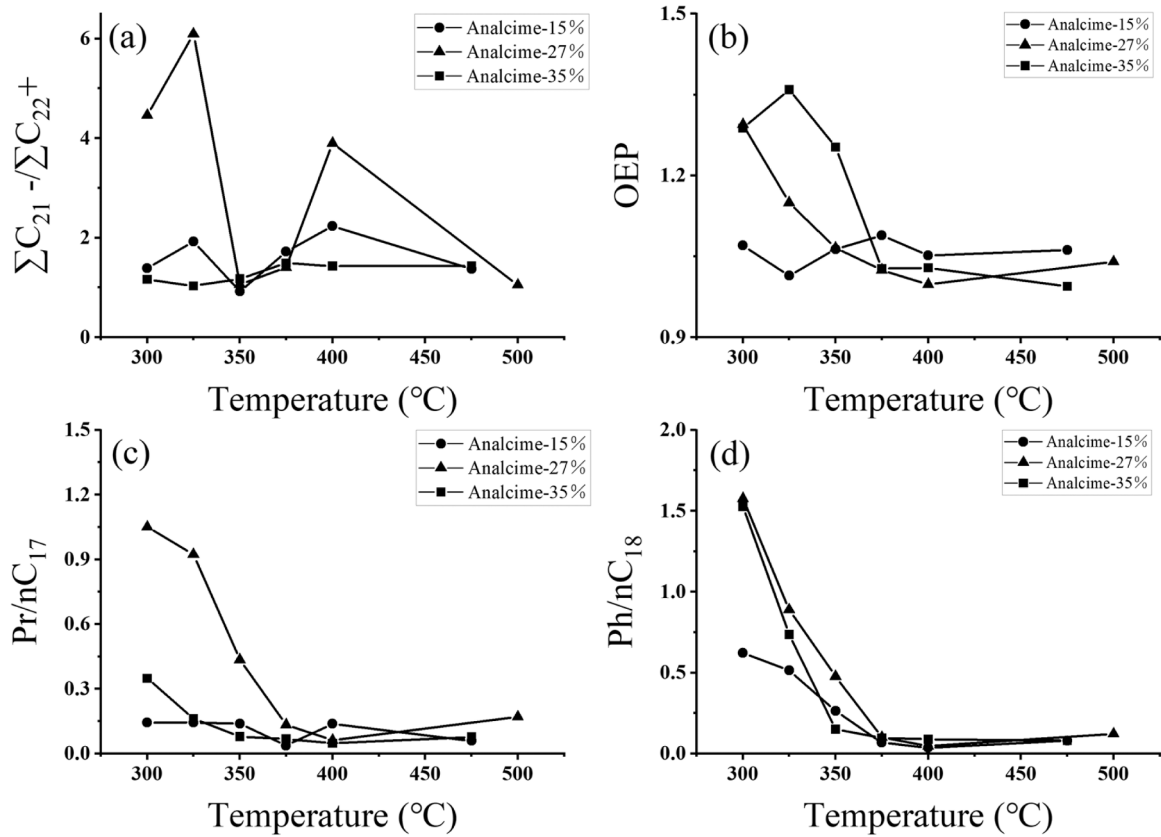 (a)
Analcime-15%
Analcime-27%
Analcime-35%
∑C₂₁ -/∑C₂₂+
6
4
2
0
300 350 400 450 500
Temperature (℃)
(b)
Analcime-15%
Analcime-27%
Analcime-35%
OEP
1.5
1.2
0.9
300 350 400 450 500
Temperature (℃)
(c)
Analcime-15%
Analcime-27%
Analcime-35%
Pr/nC₁₇
1.5
1.2
0.9
0.6
0.3
0.0
300 350 400 450 500
Temperature (℃)
(d)
Analcime-15%
Analcime-27%
Analcime-35%
Ph/nC₁₈
2.0
1.5
1.0
0.5
0.0
300 350 400 450 500
Temperature (℃)